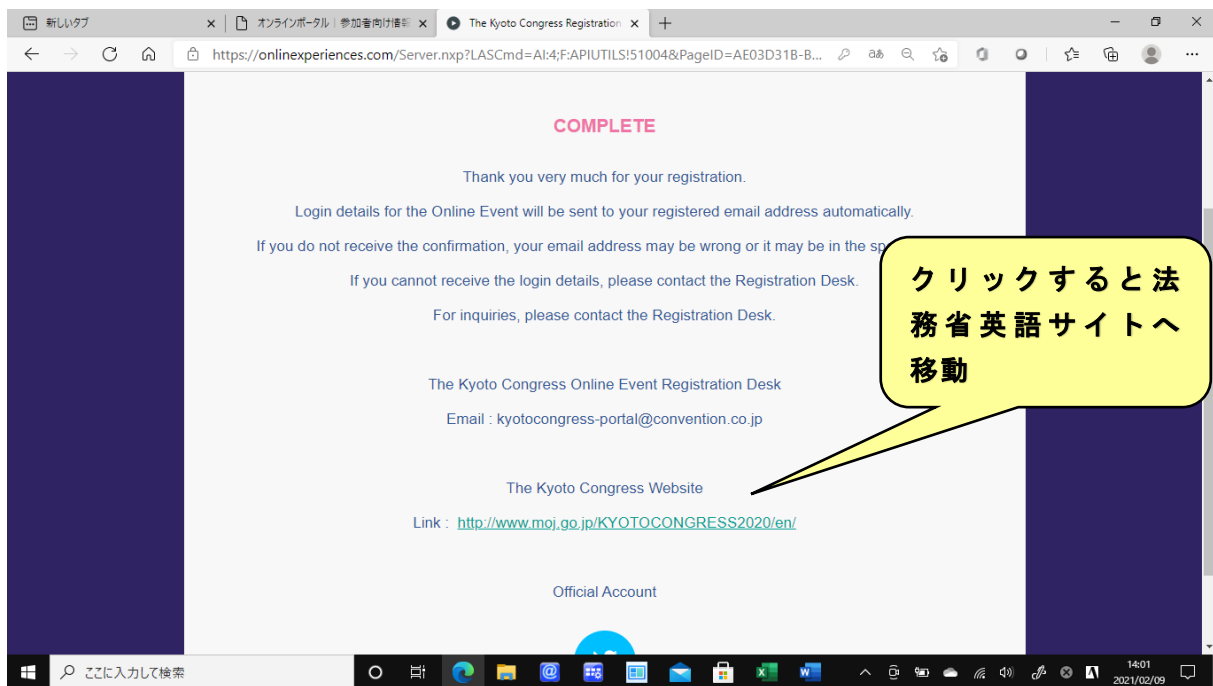 新しいタブ
オンラインポータル | 参加者向け情報
The Kyoto Congress Registration
https://onlinexperiences.com/Server.nxp?LASCmd=AI:4;F:APIUTILS!51004&PageID=AE03D31B-B...
COMPLETE
Thank you very much for your registration.
Login details for the Online Event will be sent to your registered email address automatically.
If you do not receive the confirmation, your email address may be wrong or it may be in the
If you cannot receive the login details, please contact the Registration Desk.
For inquiries, please contact the Registration Desk.
クリックすると法
務省英語サイトへ
移動
The Kyoto Congress Online Event Registration Desk
Email : kyotocongress-portal@convention.co.jp
The Kyoto Congress Website
Link : http://www.moj.go.jp/KYOTOCONGRESS2020/en/
Official Account
ここに入力して検索
14:01
2021/02/09